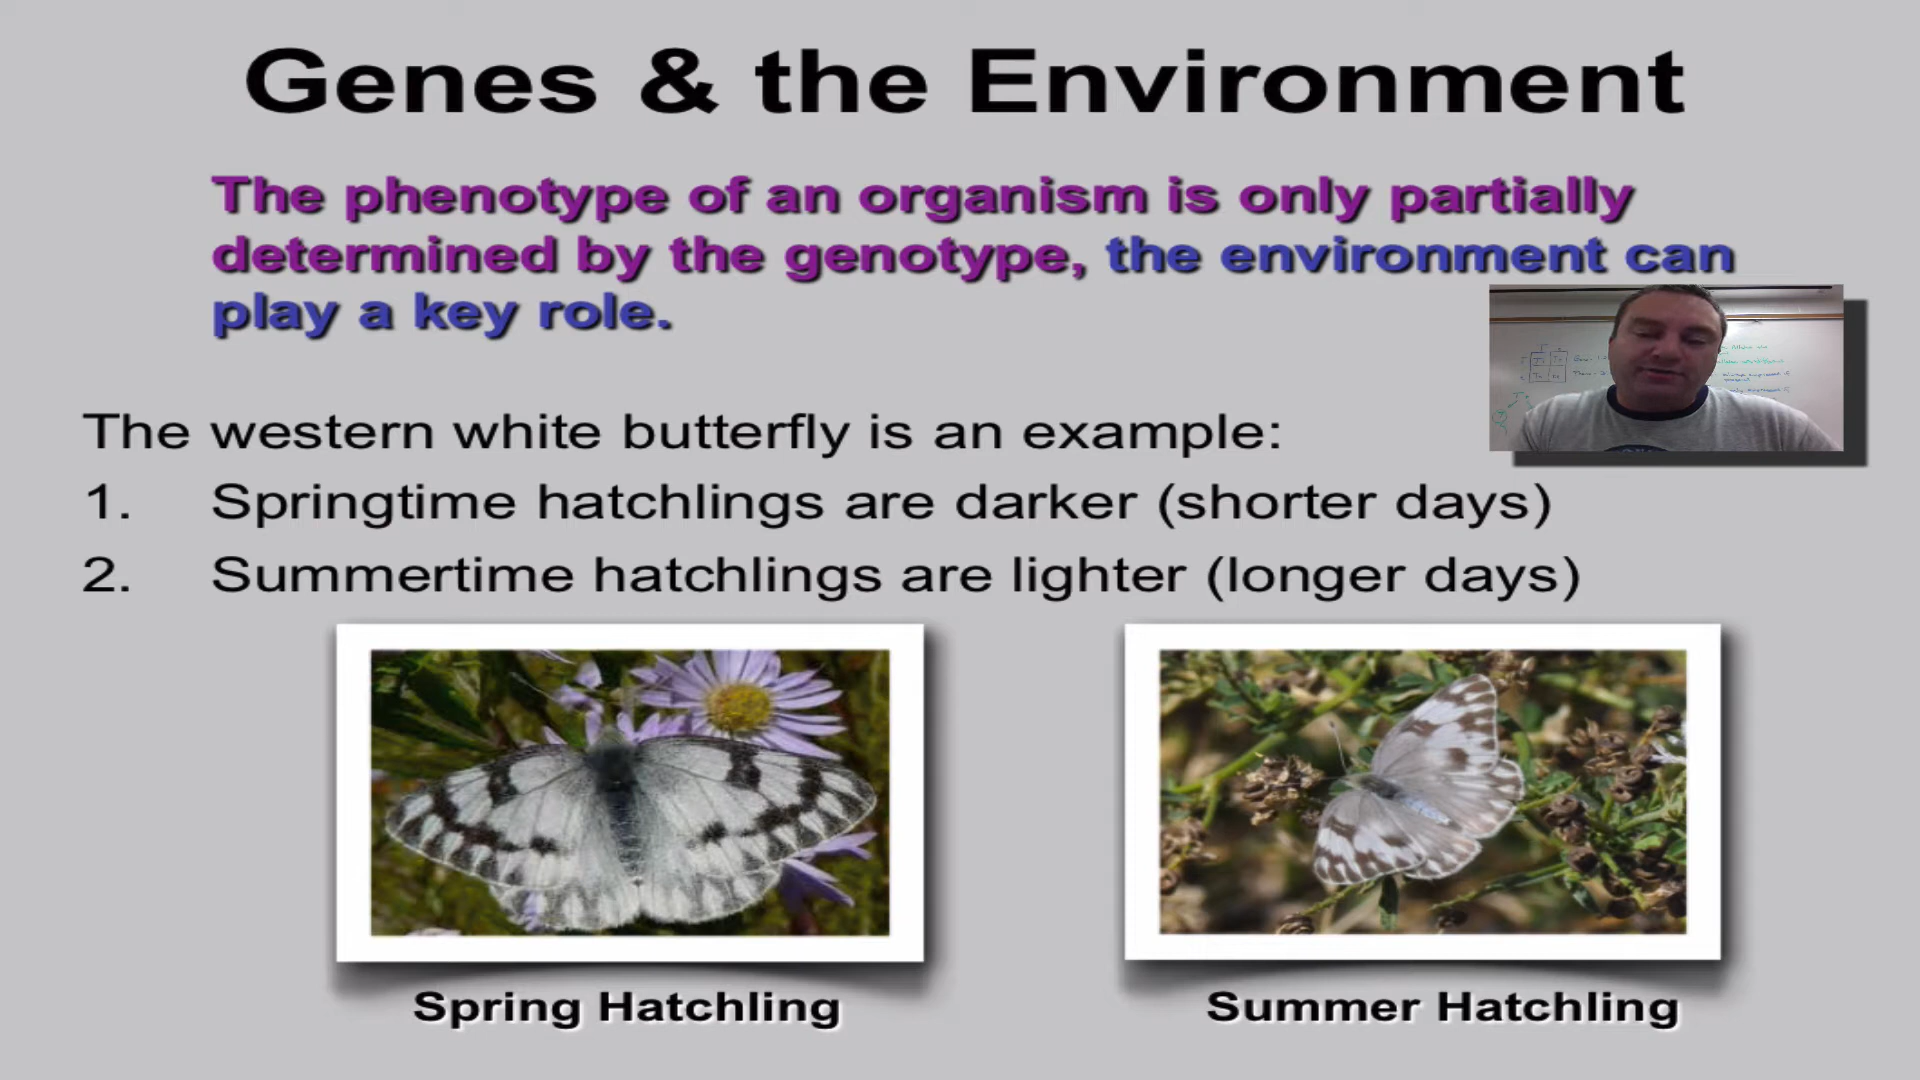 Genes & the Environment
The phenotype of an organism is only partially
determined by the genotype, the environment can
play a key role.
The western white butterfly is an example:
1. Springtime hatchlings are darker (shorter days)
2. Summertime hatchlings are lighter (longer days)
Spring Hatchling
Summer Hatchling